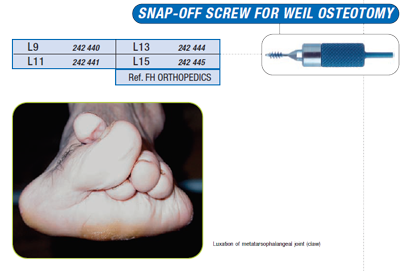 SNAP-OFF SCREW FOR WEIL OSTEOTOMY
L9 242 440 L13 242 444
L11 242 441 L15 242 445
Ref. FH ORTHOPEDICS
Luxation of metatarsophalangeal joint (claw)